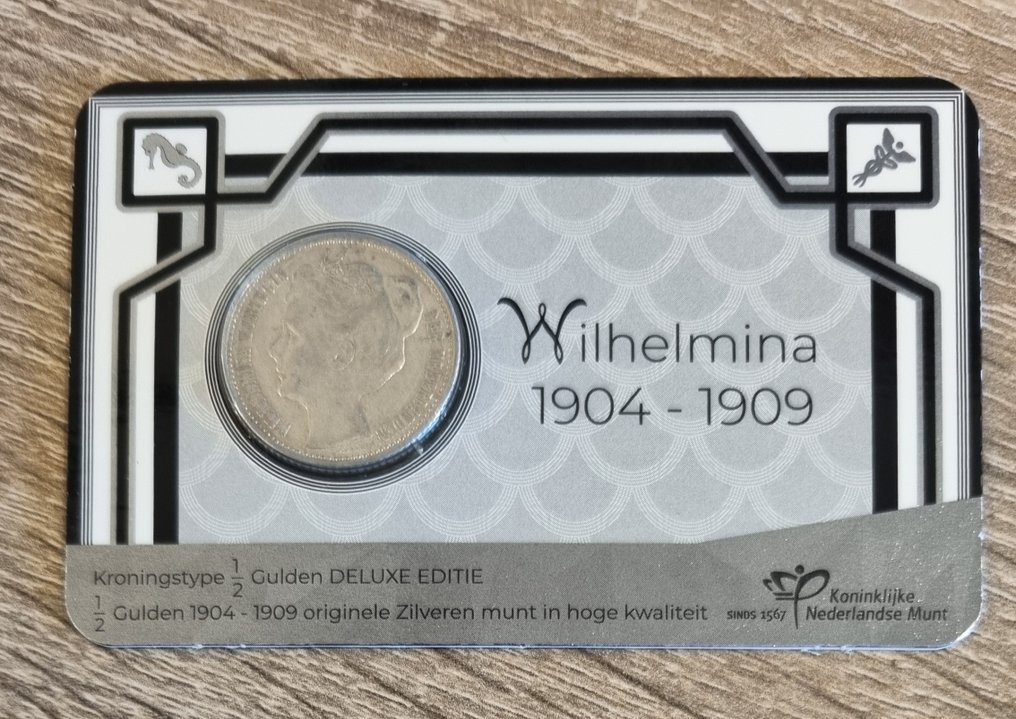 Wilhelmina
1904 - 1909
Kroningstype 1/2 Gulden DELUXE EDITIE
1/2 Gulden 1904 - 1909 originele Zilveren munt in hoge kwaliteit
SINDS 1567
Koninklijke
Nederlandse Munt